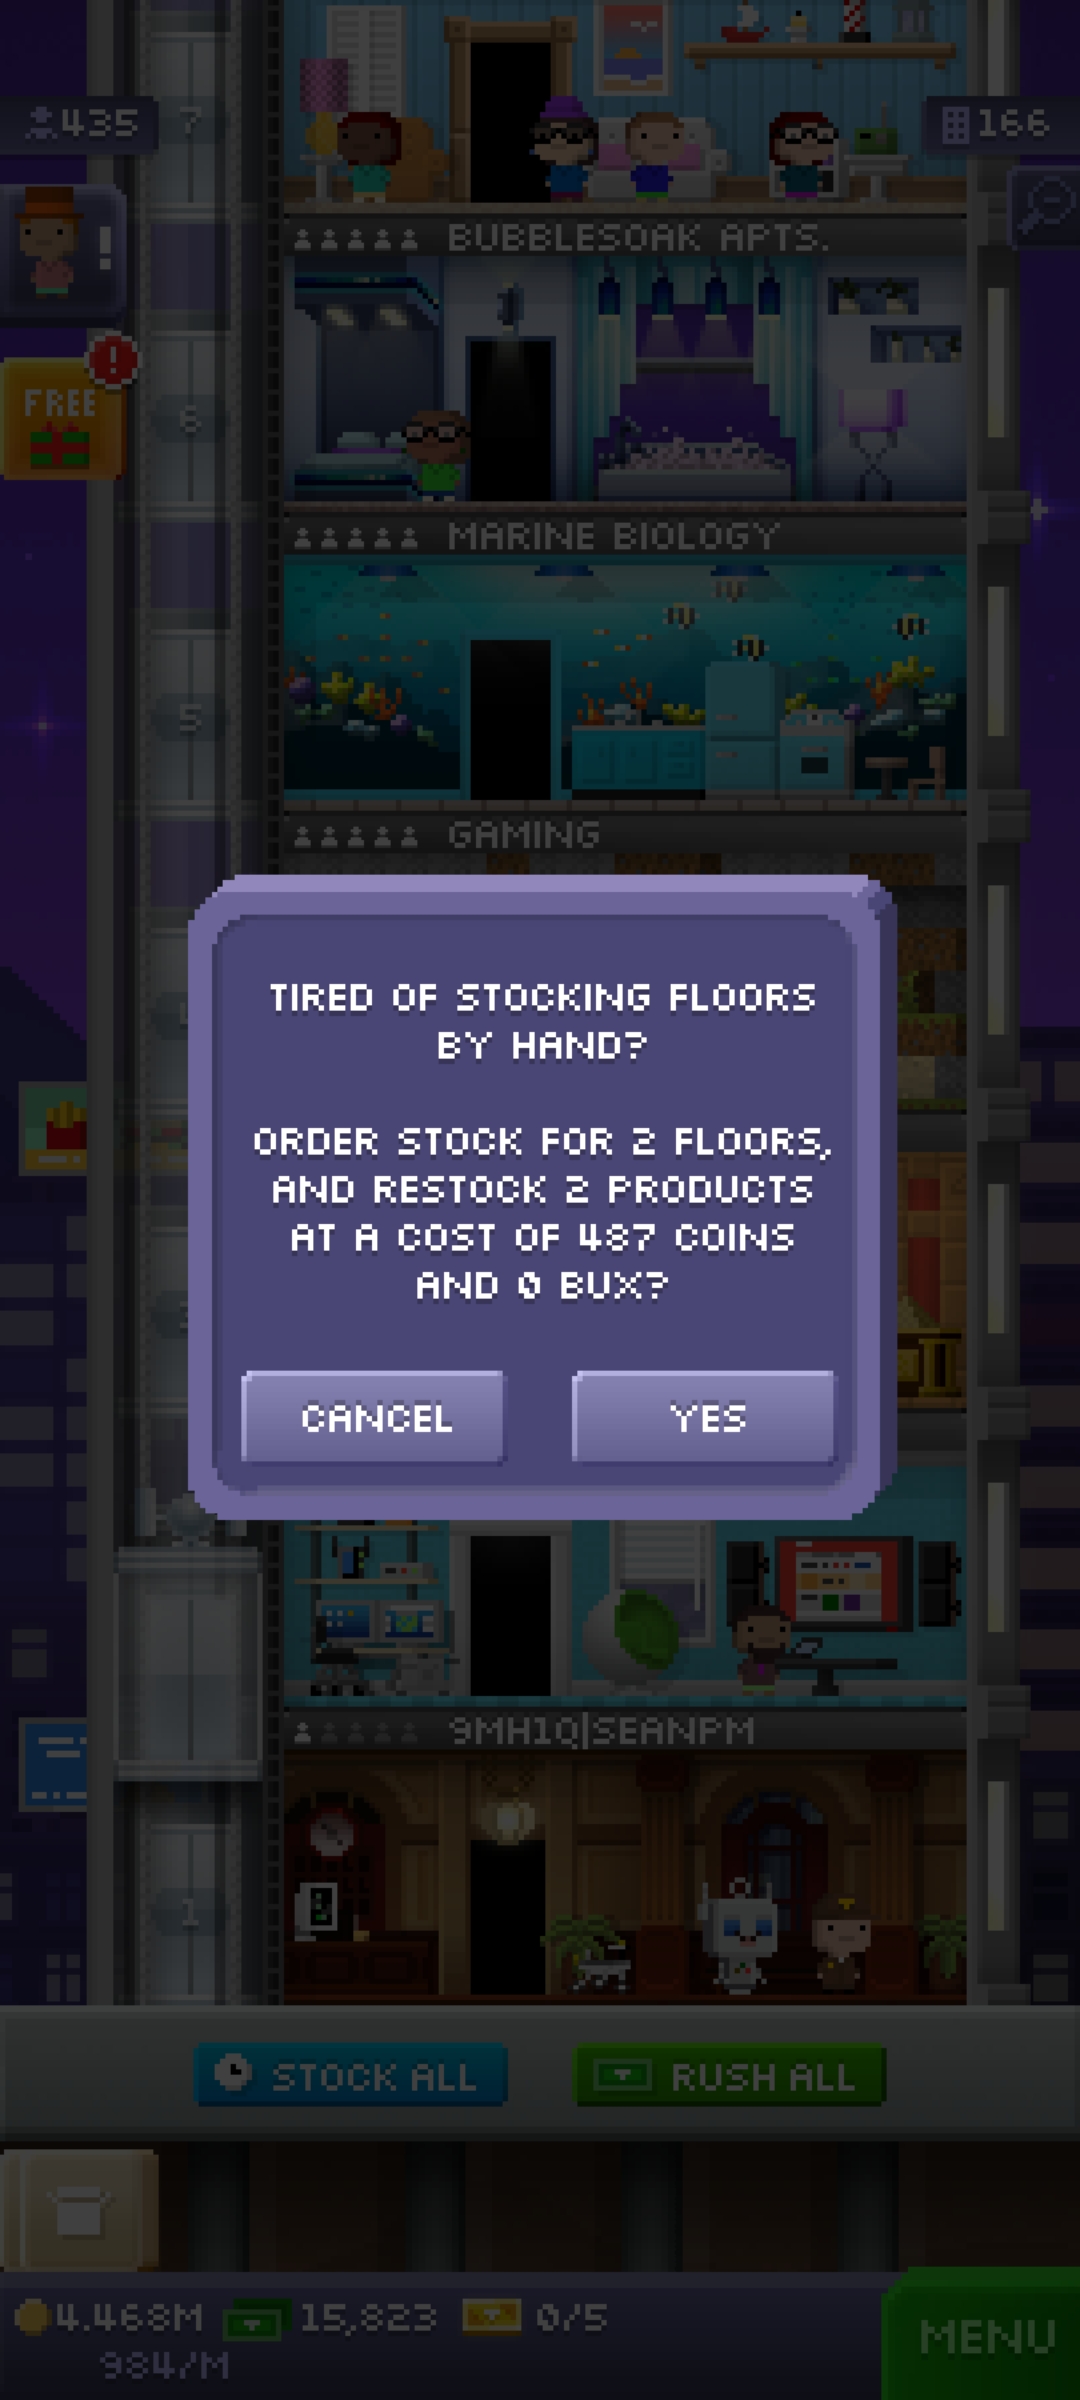 435
7
166
BUBBLESOAK APTS.
FREE
6
MARINE BIOLOGY
5
GAMING
TIRED OF STOCKING FLOORS
BY HAND?
ORDER STOCK FOR 2 FLOORS,
AND RESTOCK 2 PRODUCTS
AT A COST OF 487 COINS
AND 0 BUX?
CANCEL
YES
9MH1Q|SEANPM
1
STOCK ALL
RUSH ALL
4.468M
15,823
0/5
984/M
MENU